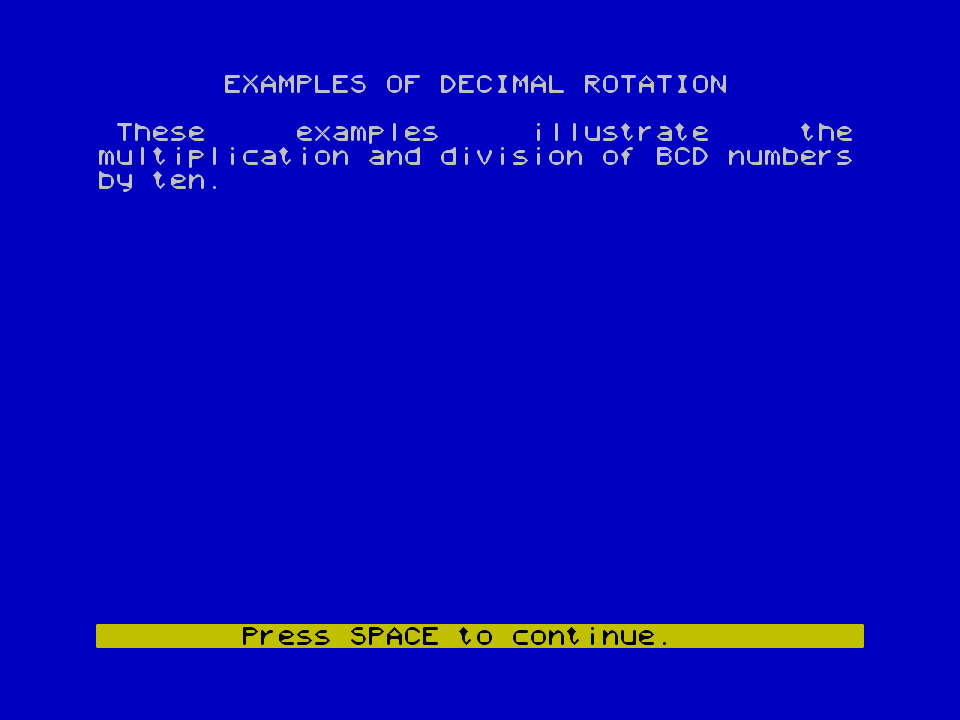 EXAMPLES OF DECIMAL ROTATION
These examples illustrate the
multiplication and division of BCD numbers
by ten.
Press SPACE to continue.